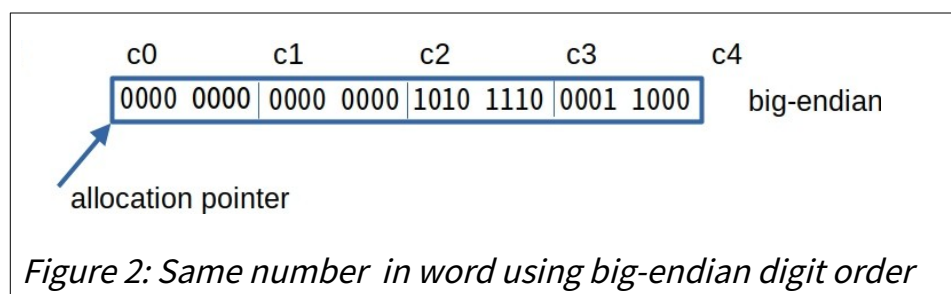 c0 c1 c2 c3 c4
0000 0000 0000 0000 1010 1110 0001 1000 big-endian
allocation pointer
Figure 2: Same number in word using big-endian digit order